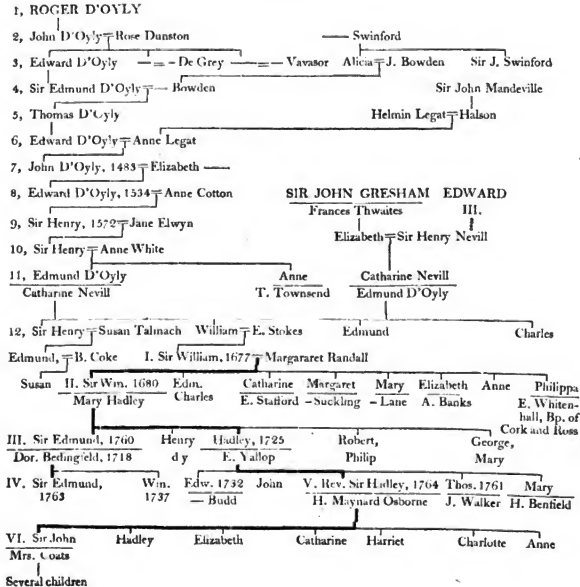 1, ROGER D'OYLY
2, John D'Oyly = Rose Dunston — Swinford
3, Edward D'Oyly — = - De Grey — = — Vavasor Alicia = J. Bowden Sir J. Swinford
4, Sir Edmund D'Oyly = — Bowden Sir John Mandeville
5, Thomas D'Oyly Helmin Legat = Halson
6, Edward D'Oyly = Anne Legat
7, John D'Oyly, 1483 = Elizabeth —
8, Edward D'Oyly, 1534 = Anne Cotton SIR JOHN GRESHAM EDWARD
9, Sir Henry, 1572 = Jane Elwyn Frances Thwaites III.
Elizabeth = Sir Henry Nevill
10, Sir Henry = Anne White
11, Edmund D'Oyly Anne Catharine Nevill
Catharine Nevill T. Townsend Edmund D'Oyly
12, Sir Henry = Susan Talmach William = E. Stokes Edmund Charles
Edmund, = B. Coke I. Sir William, 1677 = Margararet Randall
Susan II. Sir Wm. 1680 Edm. Catharine Margaret Mary Elizabeth Anne Philippa
Mary Hadley Charles E. Stafford -Suckling -Lane A. Banks E. Whiten-
hall, Bp. of
Cork and Ross
III. Sir Edmund, 1760 Henry Hadley, 1725 Robert, George,
Dor. Bedingfeld, 1718 d y E. Yallop Philip Mary
IV. Sir Edmund, Wm. Edw. 1732 John V. Rev. Sir Hadley, 1764 Thos. 1761 Mary
1763 1737 — Budd H. Maynard Osborne J. Walker H. Benfield
VI. Sir John Hadley Elizabeth Catharine Harriet Charlotte Anne
Mrs. Coats
Several children